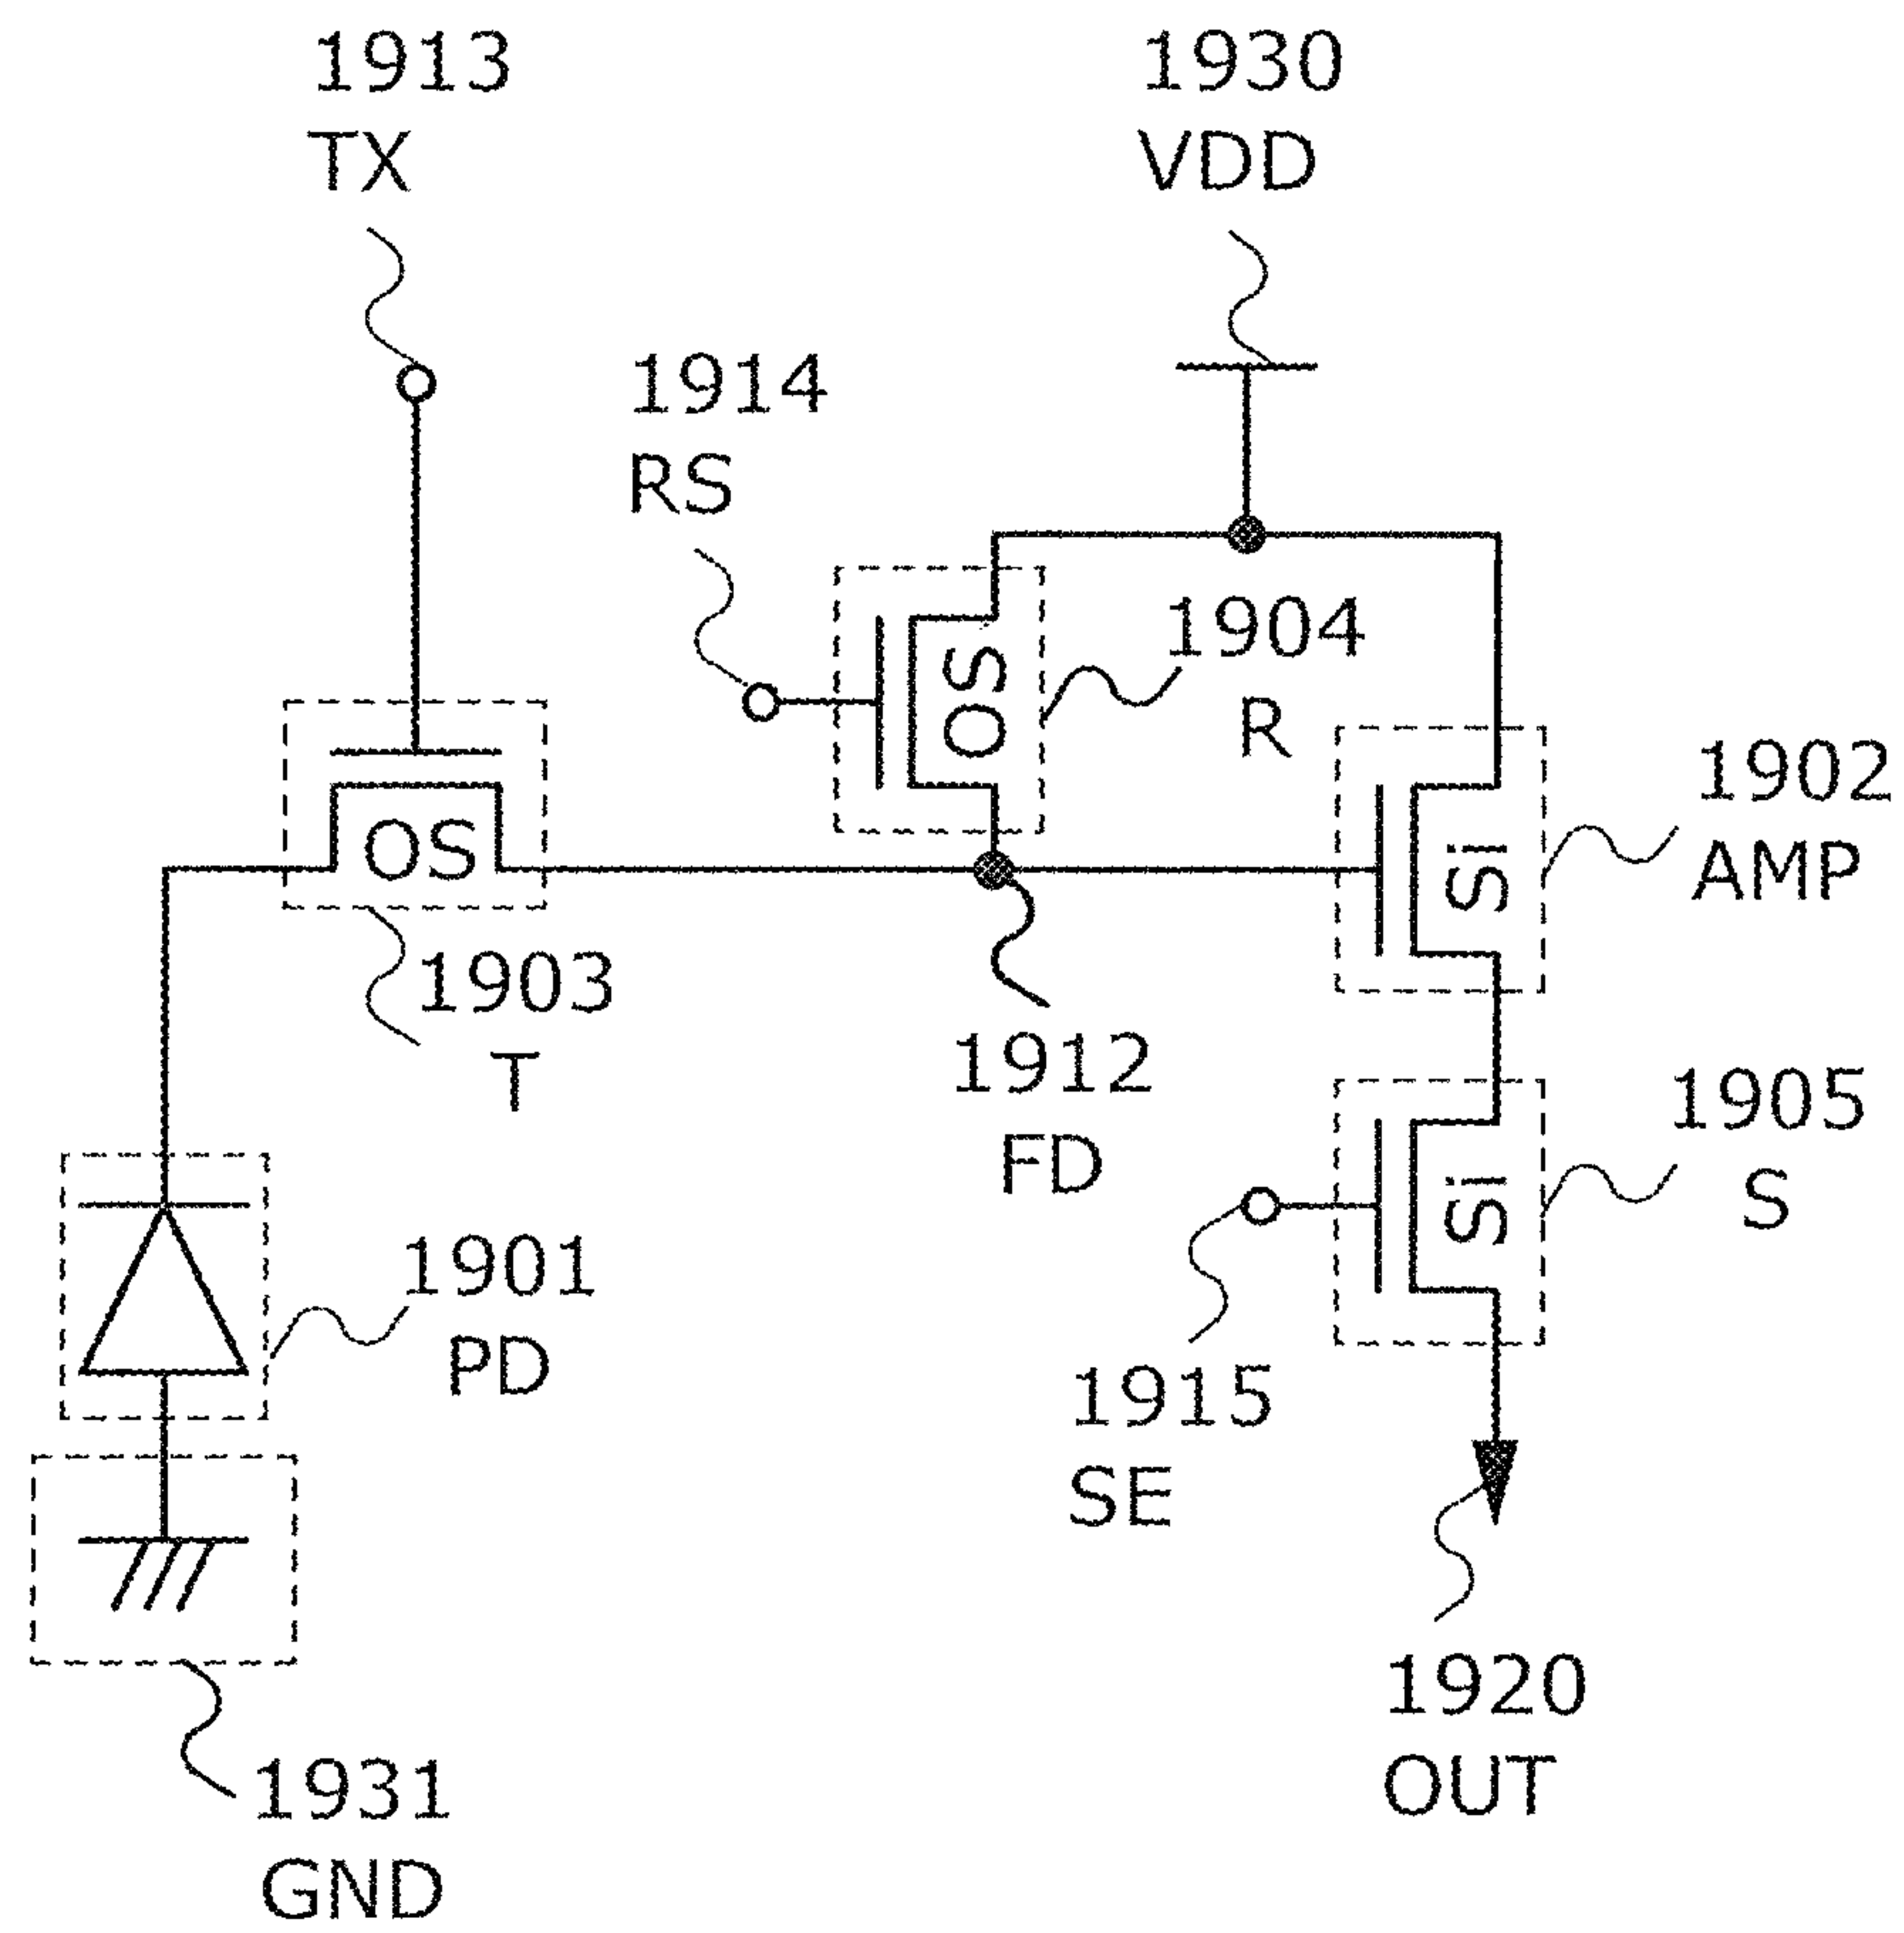 1913
TX
1930
VDD
1914
RS
OS
1904
R
OS
1903
T
1902
AMP
Si
1912
FD
1905
S
Si
1901
PD
1915
SE
1920
OUT
1931
GND